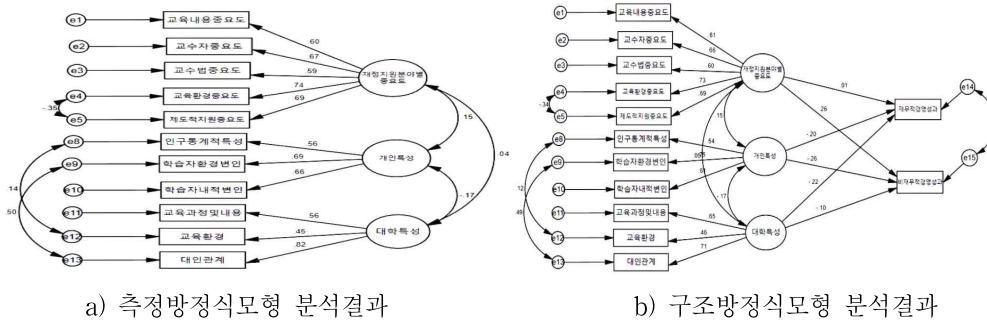 e1
교육내용중요도
.60
e2
교수자중요도
.67
e3
교수법중요도
.59
재정지원분야별
중요도
e4
교육환경중요도
.74
-.35
e5
제도적지원중요도
.69
.15
.04
e8
인구통계적특성
.56
e9
학습자환경변인
.69
개인특성
e10
학습자내적변인
.66
.14
-.17
.50
e11
교육과정및내용
.56
대학특성
e12
교육환경
.45
e13
대인관계
.82
a) 측정방정식모형 분석결과
e1
교육내용중요도
.61
e2
교수자중요도
.66
e3
교수법중요도
.60
재정지원분야별
중요도
e4
교육환경중요도
.73
-.34
e5
제도적지원중요도
.69
.91
.26
e14
재무적경영성과
.15
-.20
e8
인구통계적특성
.54
e9
학습자환경변인
개인특성
-.26
e15
비재무적경영성과
e10
학습자내적변인
.61
-.22
.12
-.17
-.10
.49
e11
교육과정및내용
.65
대학특성
e12
교육환경
.46
e13
대인관계
.71
b) 구조방정식모형 분석결과